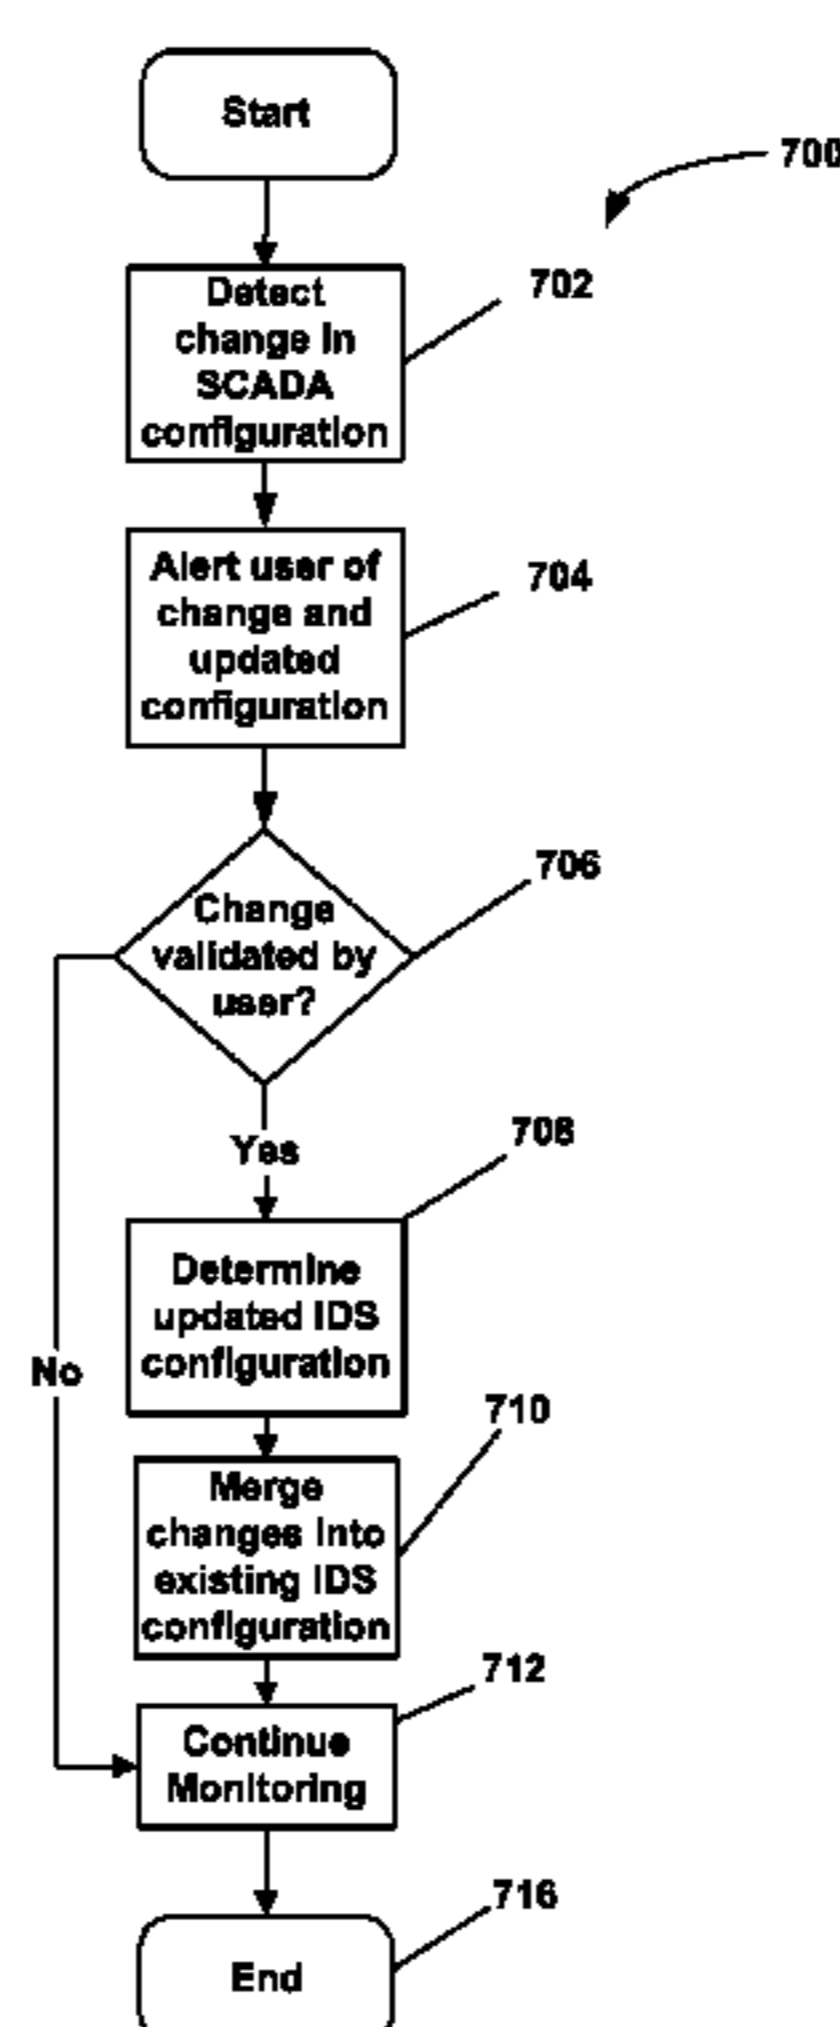 Start
700
702
Detect
change in
SCADA
configuration
704
Alert user of
change and
updated
configuration
706
Change
validated by
user?
Yes
708
Determine
updated IDS
configuration
No
710
Merge
changes into
existing IDS
configuration
712
Continue
Monitoring
716
End